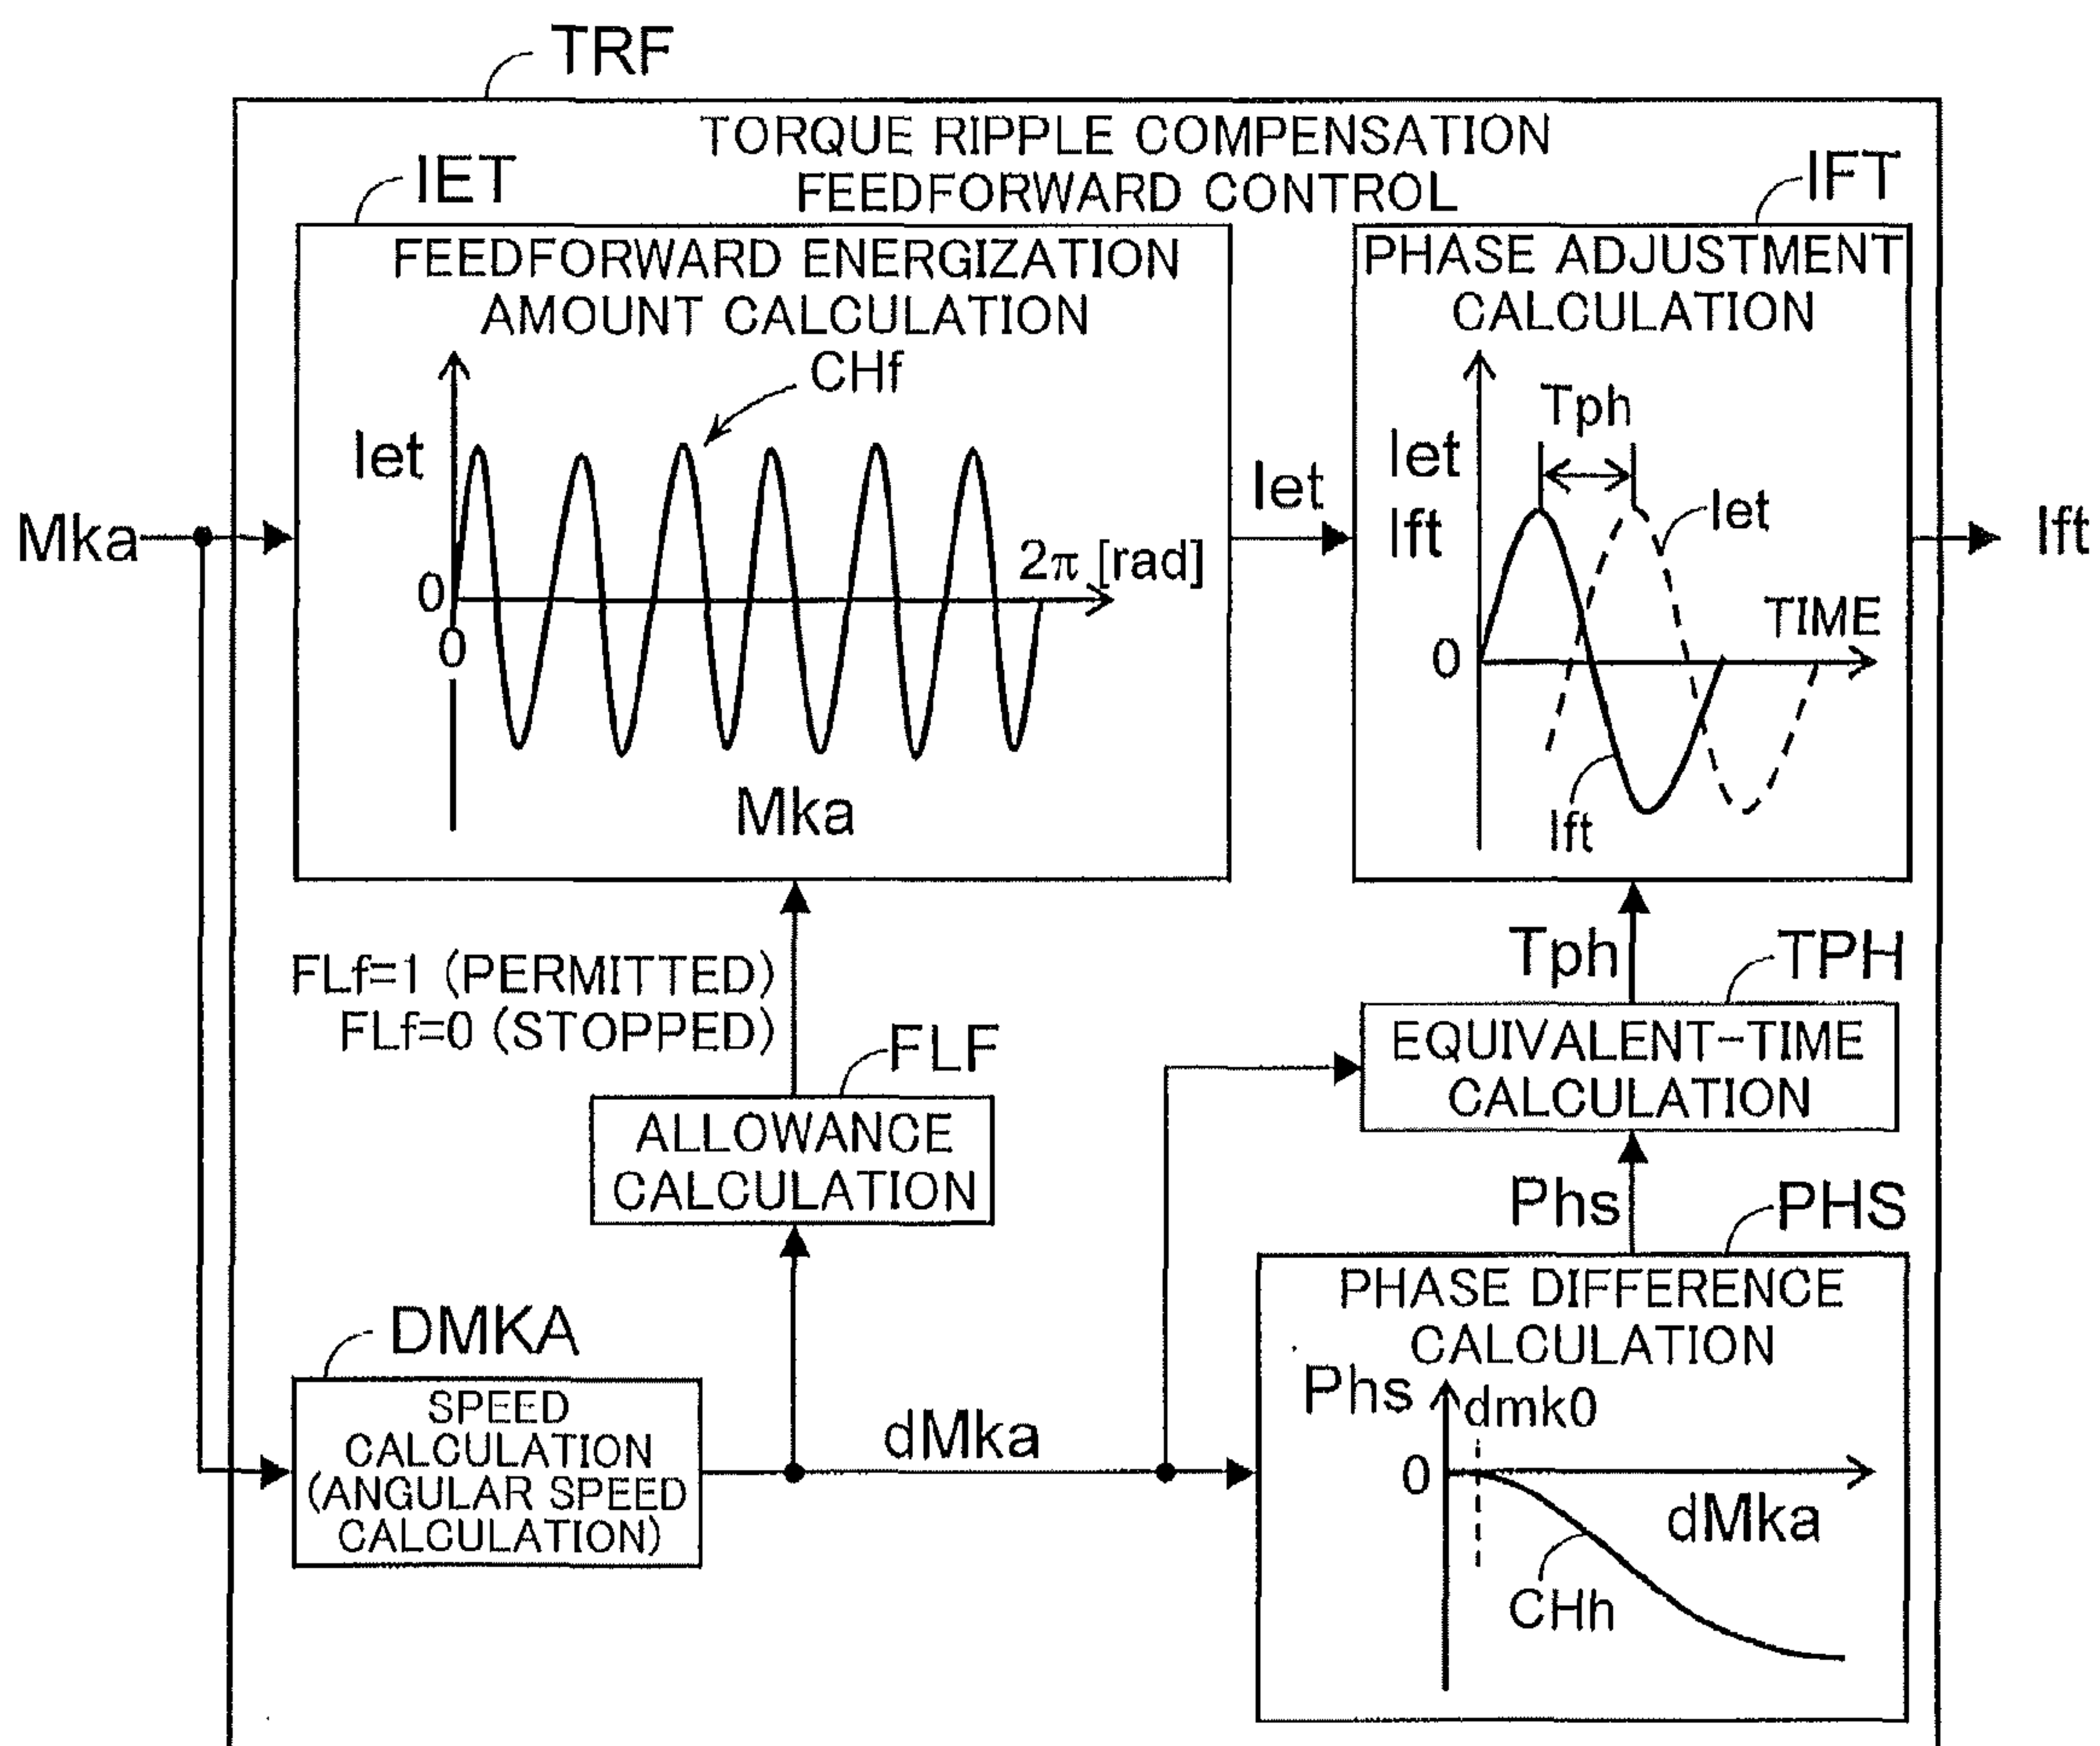 TRF
TORQUE RIPPLE COMPENSATION
FEEDFORWARD CONTROL
IET
FEEDFORWARD ENERGIZATION
AMOUNT CALCULATION
CHf
Iet
0
0
2π [rad]
Mka
Mka
Iet
IFT
PHASE ADJUSTMENT
CALCULATION
Tph
Iet
Ift
Iet
TIME
0
Ift
Ift
FLf=1 (PERMITTED)
FLf=0 (STOPPED)
FLF
ALLOWANCE
CALCULATION
Tph
TPH
EQUIVALENT-TIME
CALCULATION
Phs
PHS
PHASE DIFFERENCE
CALCULATION
Phs
dmk0
0
dMka
CHh
DMKA
SPEED
CALCULATION
(ANGULAR SPEED
CALCULATION)
dMka